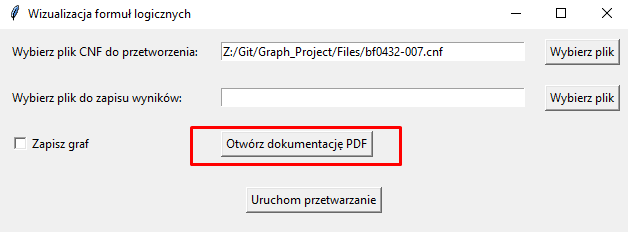 Wizualizacja formuł logicznych
Wybierz plik CNF do przetworzenia: Z:/Git/Graph_Project/Files/bf0432-007.cnf Wybierz plik
Wybierz plik do zapisu wyników: Wybierz plik
Zapisz graf Otwórz dokumentację PDF
Uruchom przetwarzanie